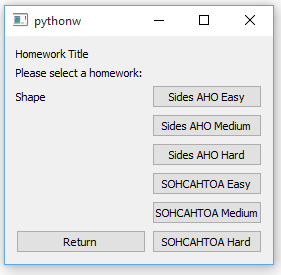 pythonw
Homework Title
Please select a homework:
Shape
Sides AHO Easy
Sides AHO Medium
Sides AHO Hard
SOHCAHTOA Easy
SOHCAHTOA Medium
Return
SOHCAHTOA Hard